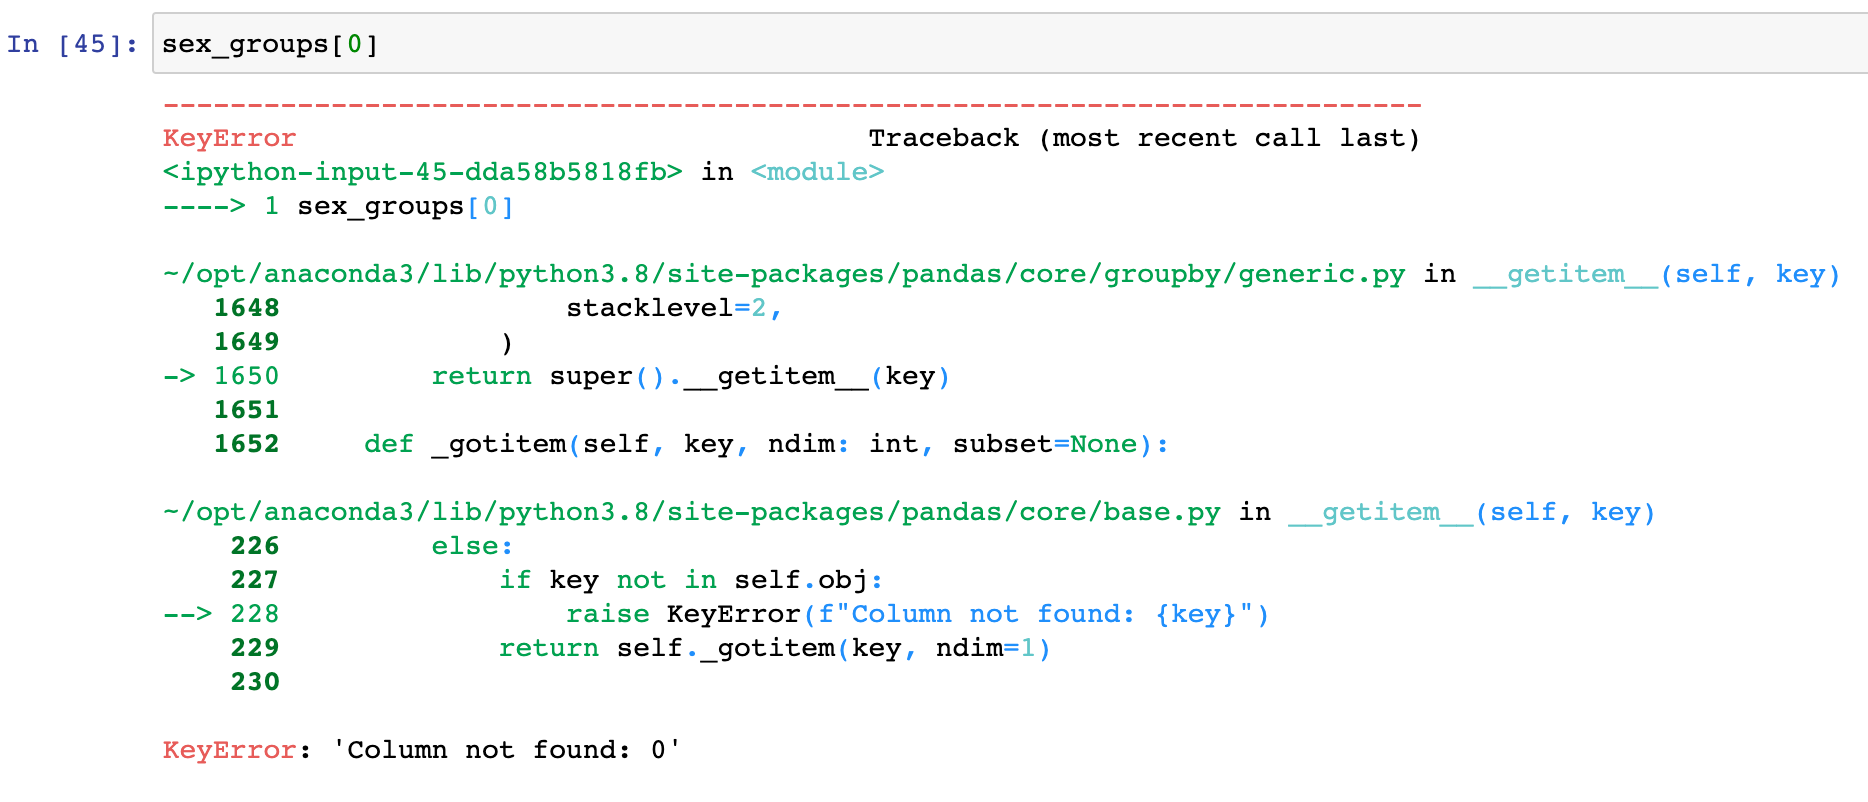 In [45]: sex_groups[0]
---------------------------------------------------------------------------
KeyError                                  Traceback (most recent call last)
<ipython-input-45-dda58b5818fb> in <module>
----> 1 sex_groups[0]

~/opt/anaconda3/lib/python3.8/site-packages/pandas/core/groupby/generic.py in __getitem__(self, key)
   1648                 stacklevel=2,
   1649             )
-> 1650         return super().__getitem__(key)
   1651 
   1652     def _gotitem(self, key, ndim: int, subset=None):

~/opt/anaconda3/lib/python3.8/site-packages/pandas/core/base.py in __getitem__(self, key)
    226         else:
    227             if key not in self.obj:
--> 228                 raise KeyError(f"Column not found: {key}")
    229             return self._gotitem(key, ndim=1)
    230 

KeyError: 'Column not found: 0'